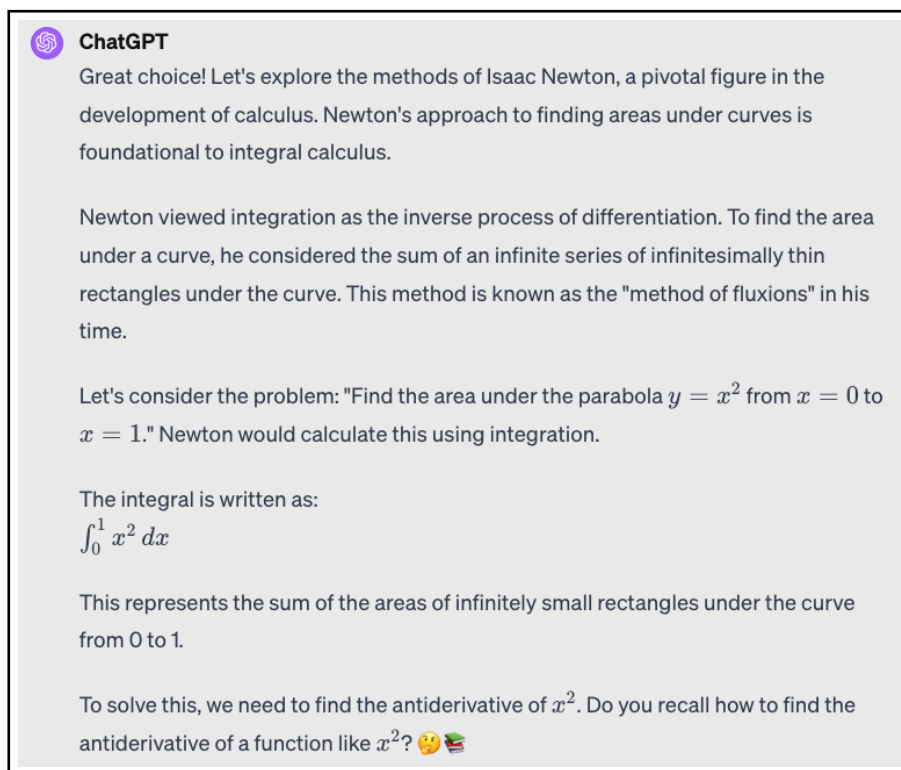 ChatGPT
Great choice! Let's explore the methods of Isaac Newton, a pivotal figure in the
development of calculus. Newton's approach to finding areas under curves is
foundational to integral calculus.
Newton viewed integration as the inverse process of differentiation. To find the area
under a curve, he considered the sum of an infinite series of infinitesimally thin
rectangles under the curve. This method is known as the "method of fluxions" in his
time.
Let's consider the problem: "Find the area under the parabola y = x² from x = 0 to
x = 1." Newton would calculate this using integration.
The integral is written as:
∫₀¹ x² dx
This represents the sum of the areas of infinitely small rectangles under the curve
from 0 to 1.
To solve this, we need to find the antiderivative of x². Do you recall how to find the
antiderivative of a function like x²? 🤔📚